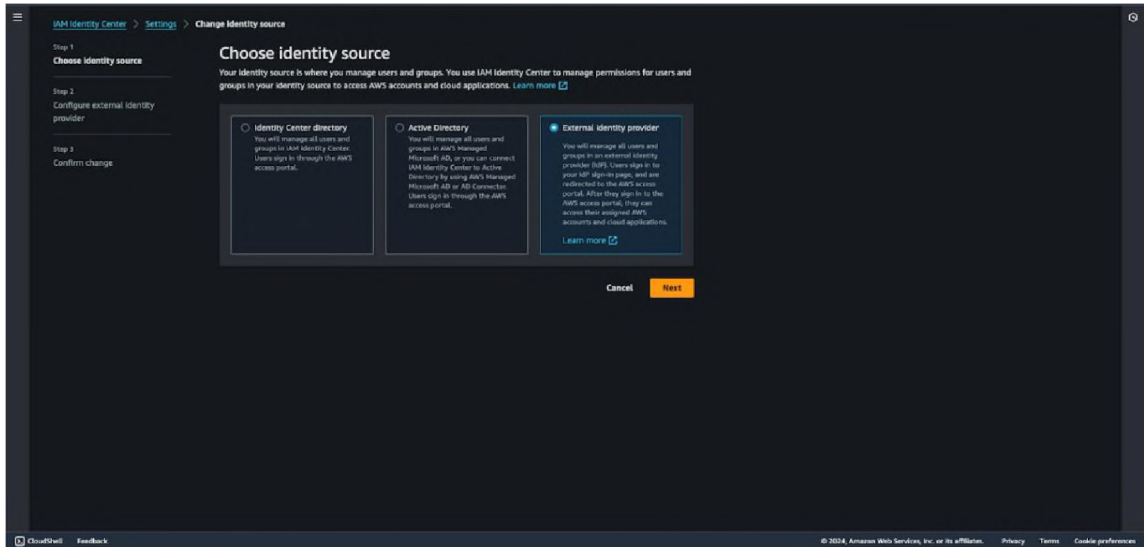 IAM Identity Center > Settings > Change identity source
Step 1
Choose identity source
Step 2
Configure external identity
provider
Step 3
Confirm change
Choose identity source
Your identity source is where you manage users and groups. You use IAM Identity Center to manage permissions for users and
groups in your identity source to access AWS accounts and cloud applications. Learn more
Identity Center directory
You will manage all users and
groups in IAM Identity Center.
Users sign in through the AWS
access portal.
Active Directory
You will manage all users and
groups in AWS Managed
Microsoft AD, or you can connect
IAM Identity Center to Active
Directory by using AWS Managed
Microsoft AD or AD Connector.
Users sign in through the AWS
access portal.
External identity provider
You will manage all users and
groups in an external identity
provider (IdP). Users sign in to
your IdP sign-in page, and are
redirected to the AWS access
portal. After they sign in to the
AWS access portal, they can
access their assigned AWS
accounts and cloud applications.
Learn more
Cancel
Next
CloudShell Feedback
© 2024, Amazon Web Services, Inc. or its affiliates. Privacy Terms Cookie preferences